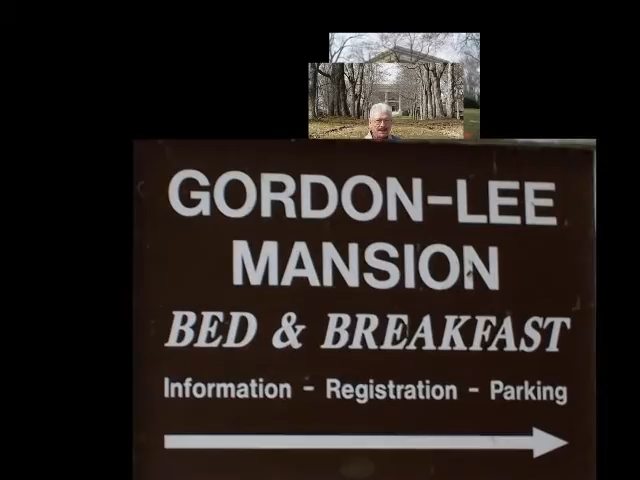 GORDON-LEE
MANSION
BED & BREAKFAST
Information - Registration - Parking